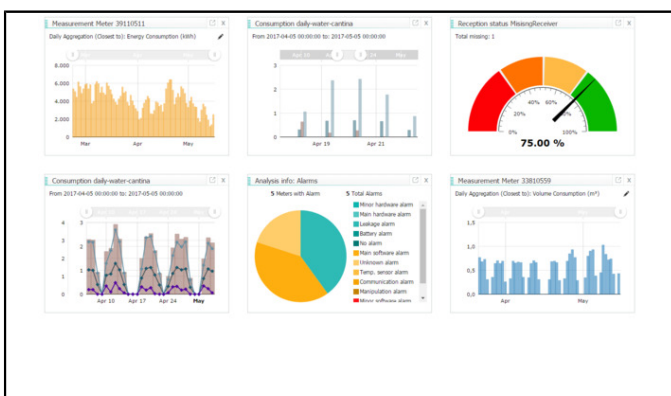 Measurement Meter 39110511
Daily Aggregation (Closest to): Energy Consumption (kWh)
8.000
6.000
4.000
2.000
0
Mar
Apr
May
Consumption daily-water-cantina
From 2017-04-05 00:00:00 to: 2017-05-05 00:00:00
3
2
1
0
Apr 19
Apr 21
Reception status MisisngReceiver
Total missing: 1
0%
20%
40%
60%
80%
100%
75.00 %
Consumption daily-water-cantina
From 2017-04-05 00:00:00 to: 2017-05-05 00:00:00
4 3
3
2
2
1
1
0 0
Apr 10
Apr 17
Apr 24
May
Analysis info: Alarms
5 Meters with Alarm 5 Total Alarms
Minor hardware alarm
Main hardware alarm
Leakage alarm
Battery alarm
No alarm
Main software alarm
Unknown alarm
Temp. sensor alarm
Communication alarm
Manipulation alarm
Minor software alarm
Measurement Meter 33810559
Daily Aggregation (Closest to): Volume Consumption (m³)
1,5
1,0
0,5
0,0
Apr
May